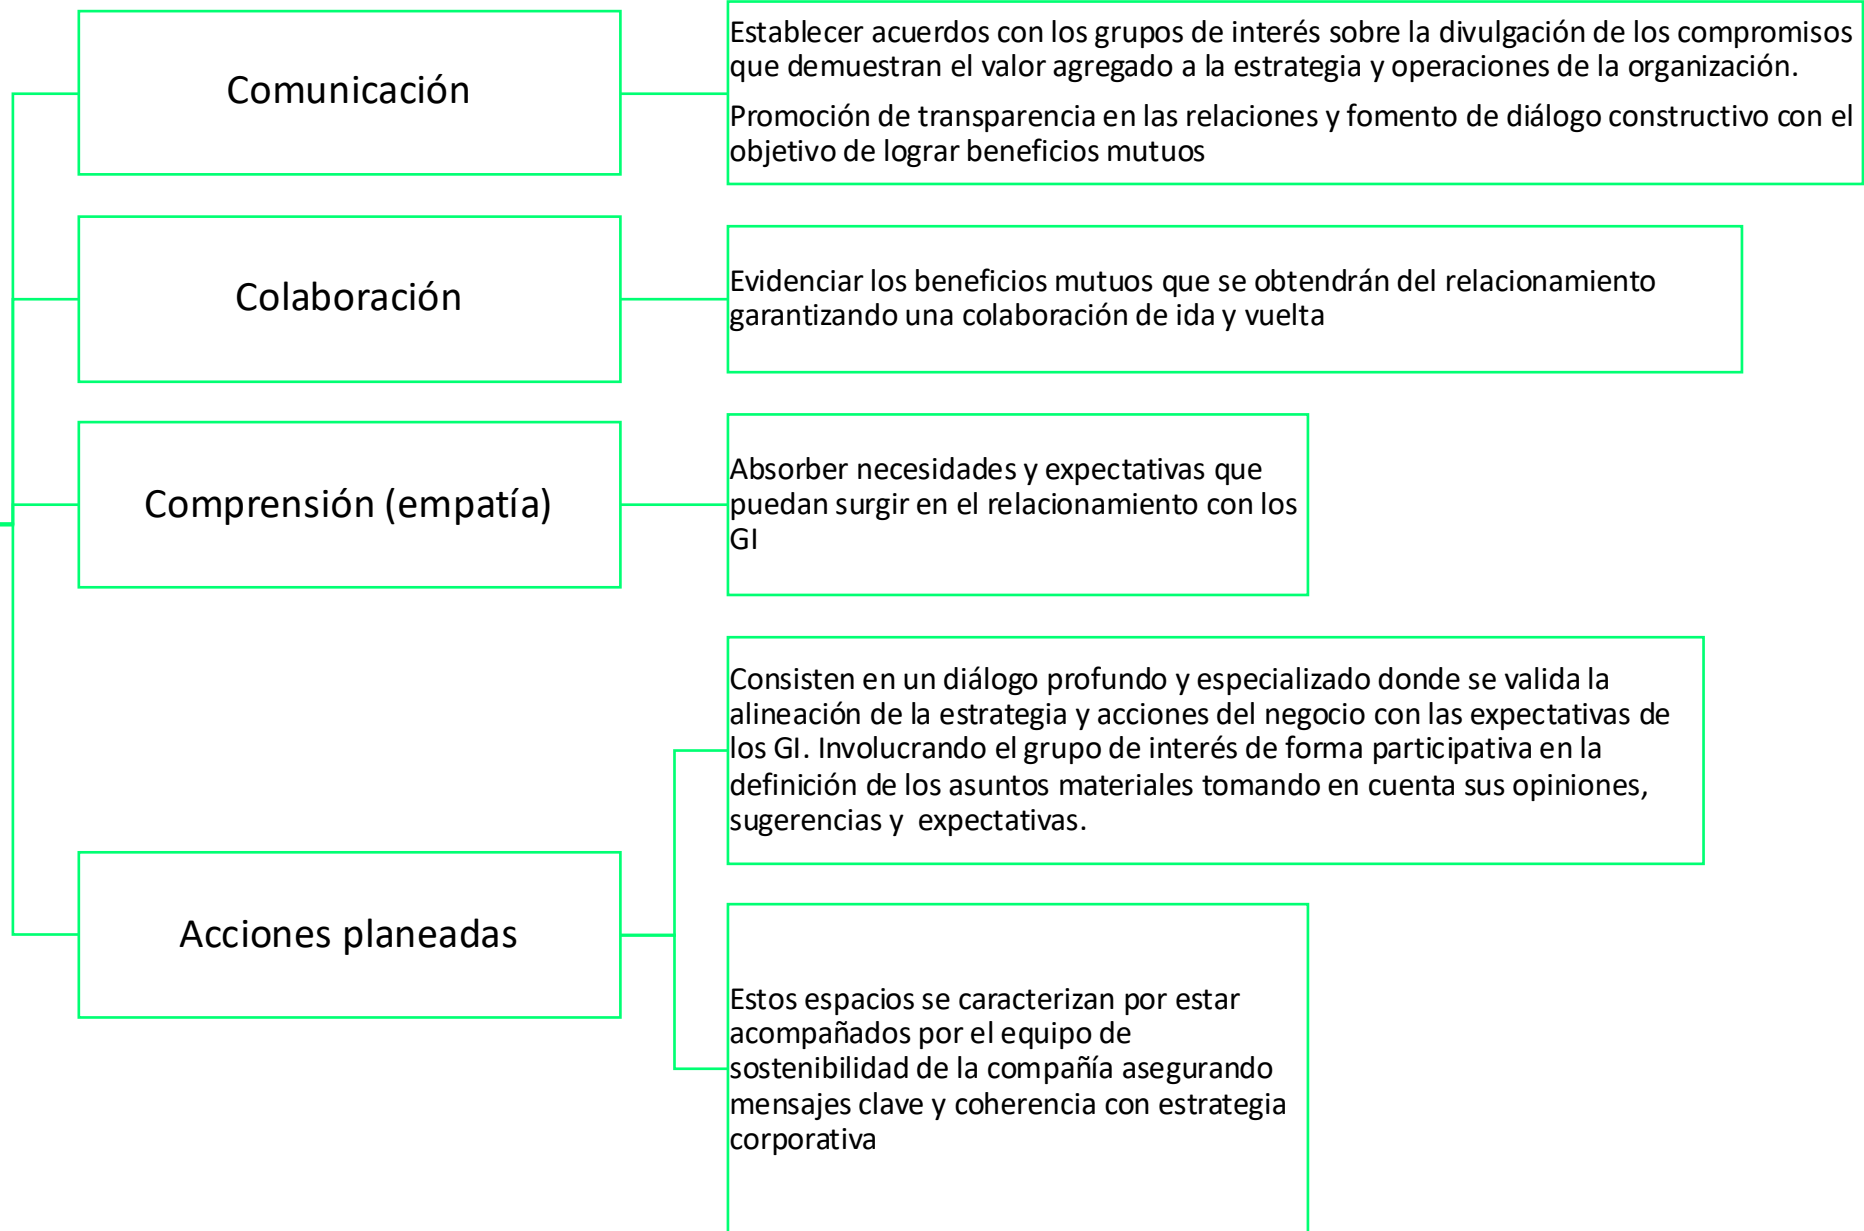 Comunicación
Establecer acuerdos con los grupos de interés sobre la divulgación de los compromisos
que demuestran el valor agregado a la estrategia y operaciones de la organización.
Promoción de transparencia en las relaciones y fomento de diálogo constructivo con el
objetivo de lograr beneficios mutuos
Colaboración
Evidenciar los beneficios mutuos que se obtendrán del relacionamiento
garantizando una colaboración de ida y vuelta
Comprensión (empatía)
Absorber necesidades y expectativas que
puedan surgir en el relacionamiento con los
GI
Acciones planeadas
Consisten en un diálogo profundo y especializado donde se valida la
alineación de la estrategia y acciones del negocio con las expectativas de
los GI. Involucrando el grupo de interés de forma participativa en la
definición de los asuntos materiales tomando en cuenta sus opiniones,
sugerencias y  expectativas.
Estos espacios se caracterizan por estar
acompañados por el equipo de
sostenibilidad de la compañía asegurando
mensajes clave y coherencia con estrategia
corporativa